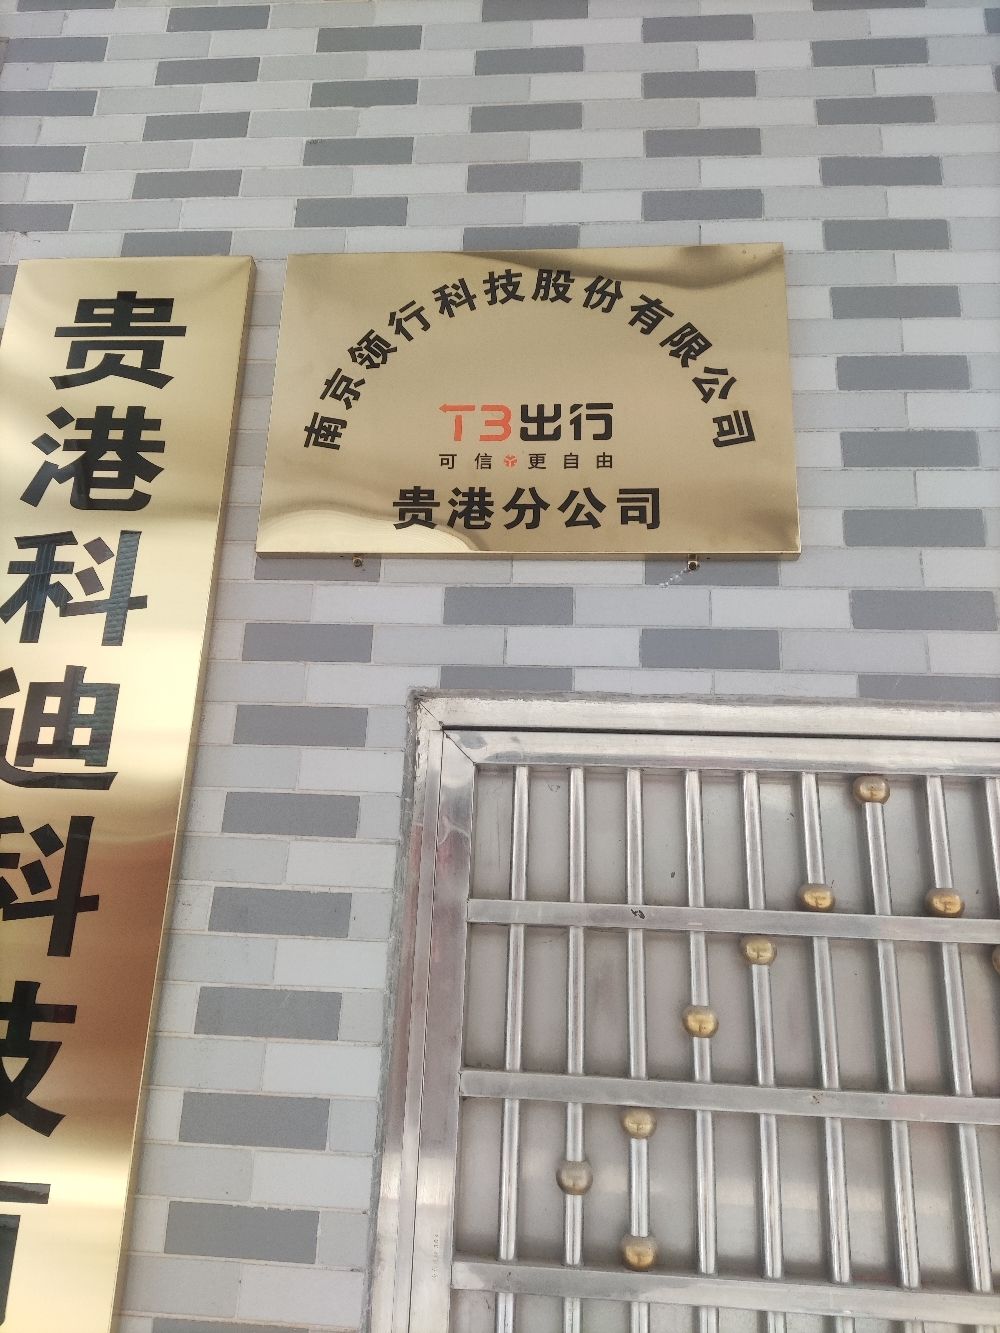 贵港科迪科技
南京领行科技股份有限公司
T3出行
可信更自由
贵港分公司